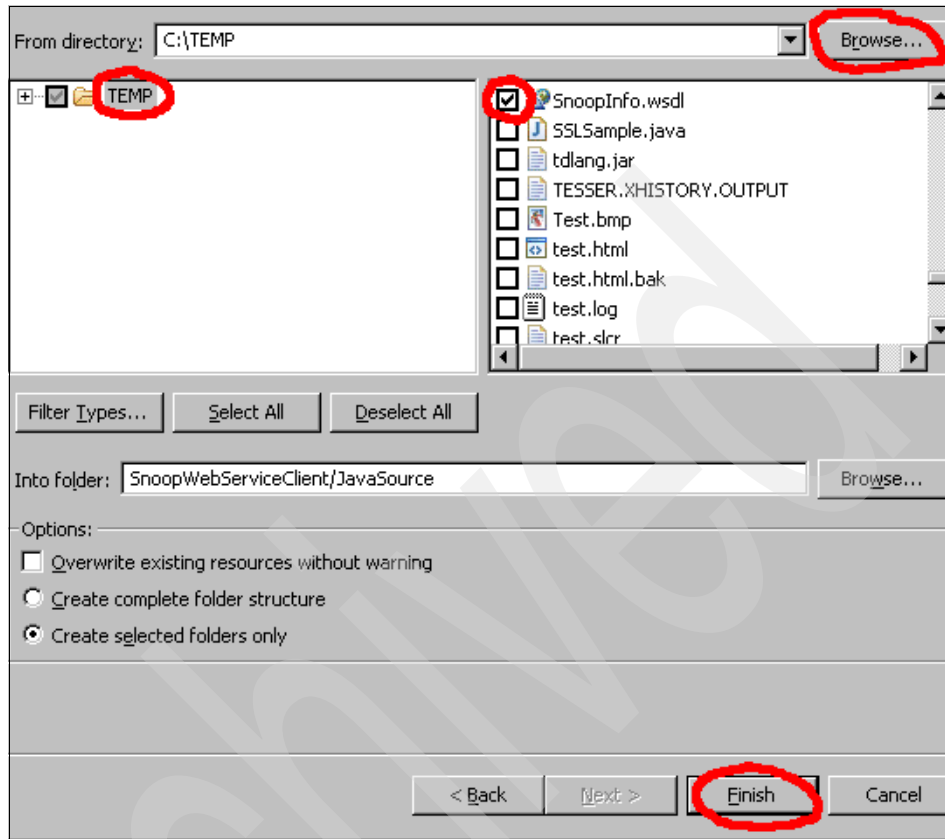 From directory: C:\TEMP Browse...
TEMP
SnoopInfo.wsdl
SSLSample.java
tdlang.jar
TESSER.XHISTORY.OUTPUT
Test.bmp
test.html
test.html.bak
test.log
test.slcr
Filter Types... Select All Deselect All
Into folder: SnoopWebServiceClient/JavaSource Browse...
Options:
Overwrite existing resources without warning
Create complete folder structure
Create selected folders only
< Back Next > Finish Cancel
hived